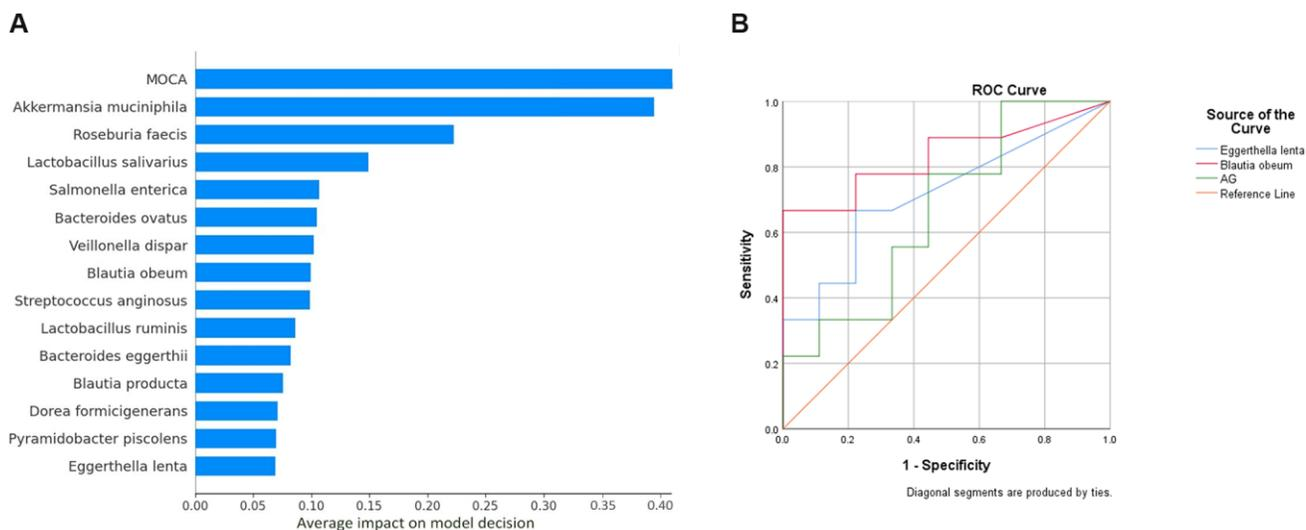 A
MOCA
Akkermansia muciniphila
Roseburia faecis
Lactobacillus salivarius
Salmonella enterica
Bacteroides ovatus
Veillonella dispar
Blautia obeum
Streptococcus anginosus
Lactobacillus ruminis
Bacteroides eggerthii
Blautia producta
Dorea formicigenerans
Pyramidobacter piscolens
Eggerthella lenta
0.00 0.05 0.10 0.15 0.20 0.25 0.30 0.35 0.40
Average impact on model decision
B
ROC Curve
Sensitivity
1.0
0.8
0.6
0.4
0.2
0.0
0.0 0.2 0.4 0.6 0.8 1.0
1 - Specificity
Diagonal segments are produced by ties.
Source of the
Curve
Eggerthella lenta
Blautia obeum
AG
Reference Line